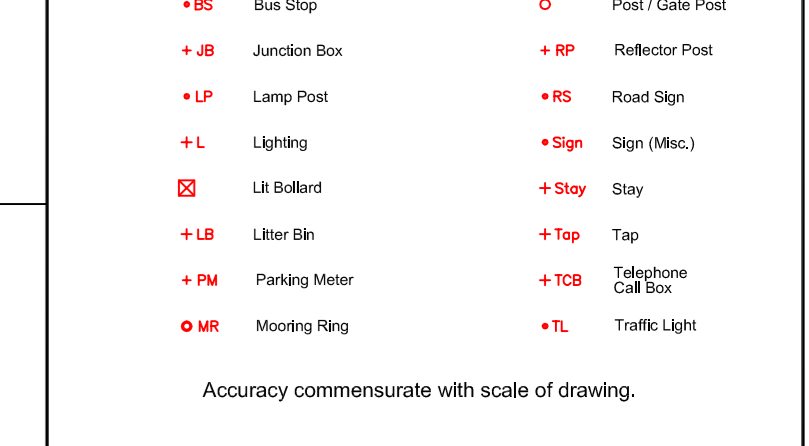 BS Bus Stop Post / Gate Post
JB Junction Box RP Reflector Post
LP Lamp Post RS Road Sign
L Lighting Sign Sign (Misc.)
Lit Bollard Stay Stay
LB Litter Bin Tap Tap
PM Parking Meter TCB Telephone
Call Box
MR Mooring Ring TL Traffic Light
Accuracy commensurate with scale of drawing.